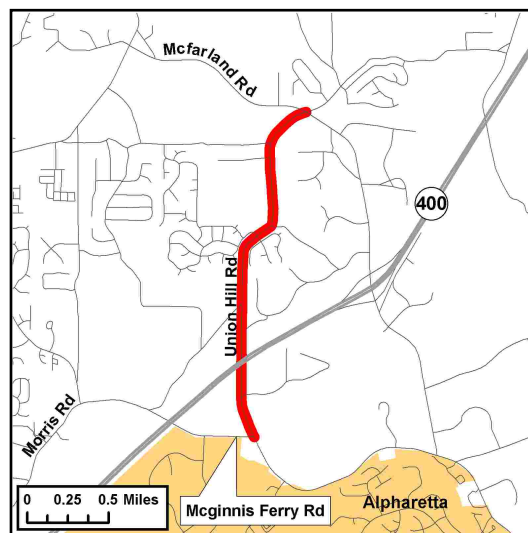 Mcfarland Rd
400
Union Hill Rd
Morris Rd
0 0.25 0.5 Miles
Mcginnis Ferry Rd
Alpharetta